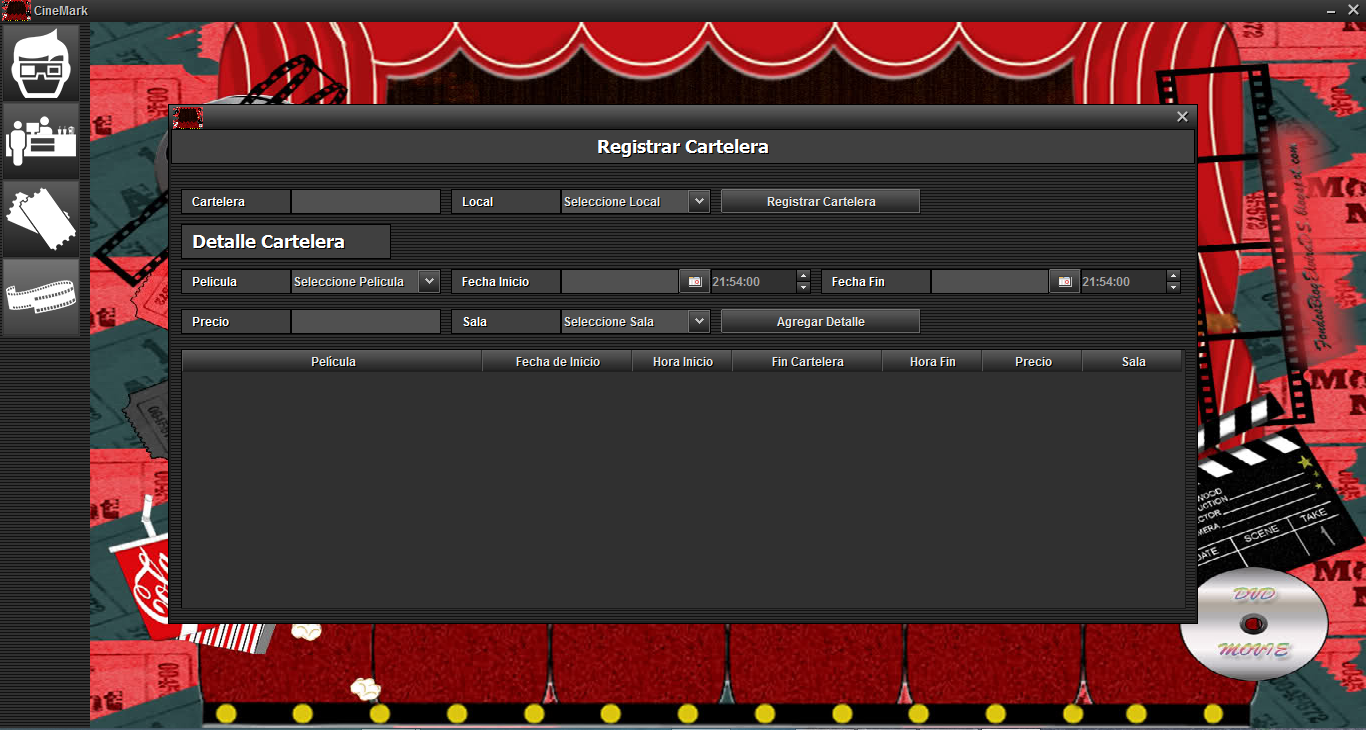 CineMark
Registrar Cartelera
Cartelera
Local
Seleccione Local
Registrar Cartelera
Detalle Cartelera
Pelicula
Seleccione Pelicula
Fecha Inicio
21:54:00
Fecha Fin
21:54:00
Precio
Sala
Seleccione Sala
Agregar Detalle
Película
Fecha de Inicio
Hora Inicio
Fin Cartelera
Hora Fin
Precio
Sala
SCENE
TAKE
1
DVD
MOVIE